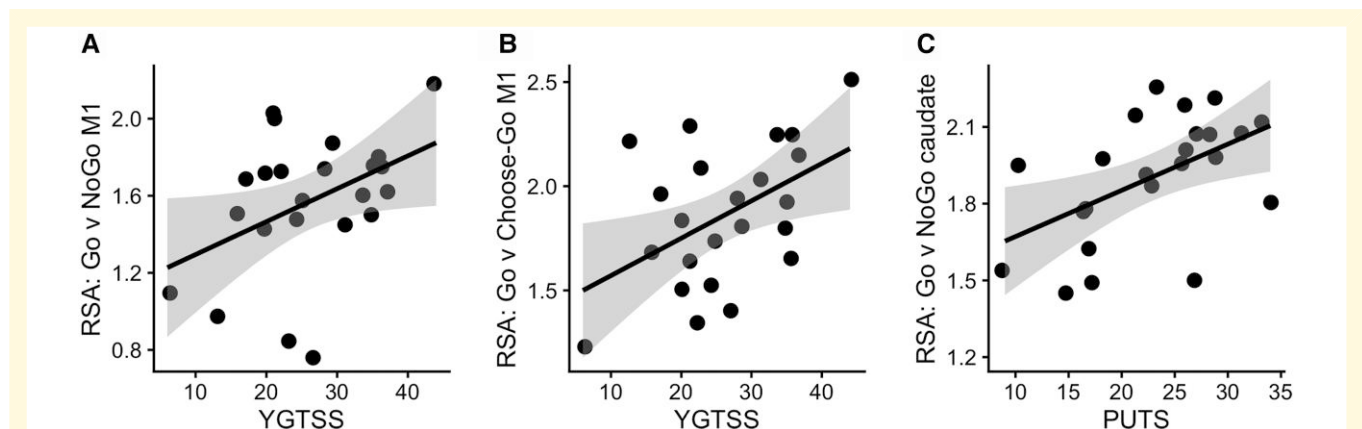 A
RSA: Go v NoGo M1
2.0
1.6
1.2
0.8
10 20 30 40
YGTSS
B
RSA: Go v Choose-Go M1
2.5
2.0
1.5
10 20 30 40
YGTSS
C
RSA: Go v NoGo caudate
2.1
1.8
1.5
1.2
10 15 20 25 30 35
PUTS